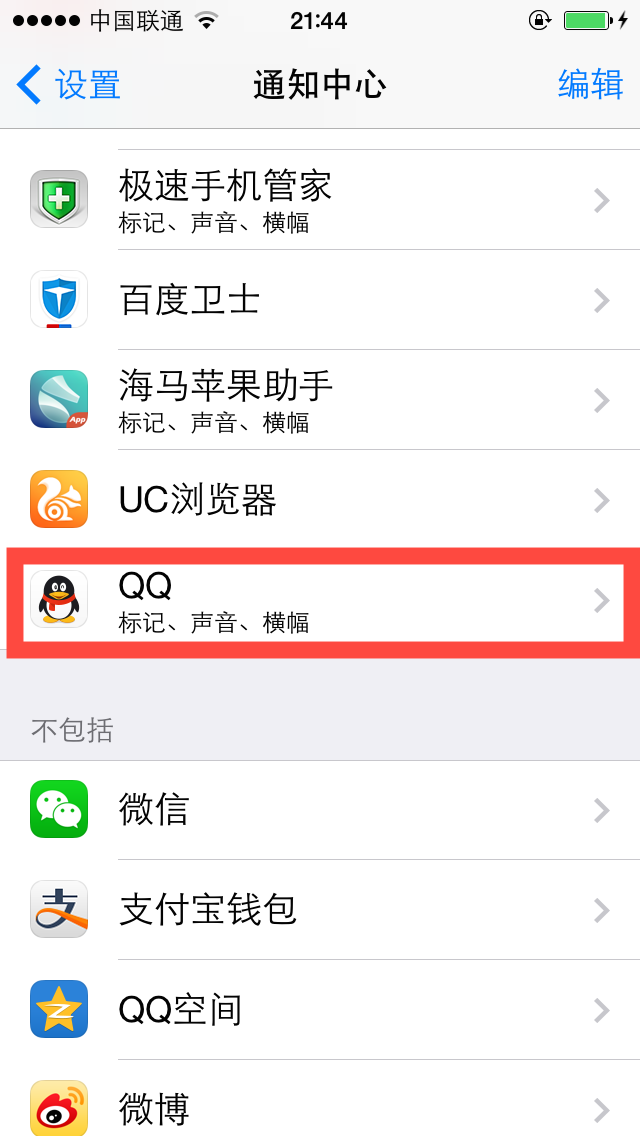 中国联通
21:44
设置
通知中心
编辑
极速手机管家
标记、声音、横幅
百度卫士
海马苹果助手
标记、声音、横幅
App
UC浏览器
QQ
标记、声音、横幅
不包括
微信
支付宝钱包
支
QQ空间
微博